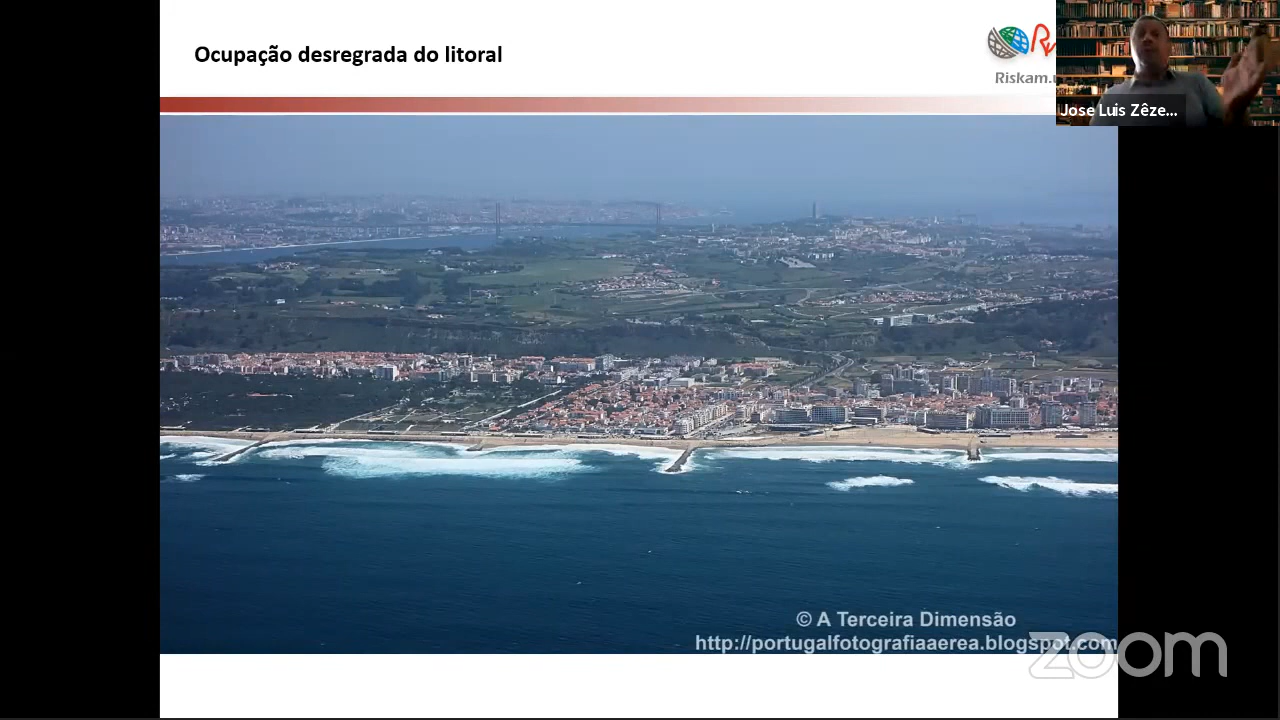 Ocupação desregrada do litoral
Riskam.u
Jose Luis Zêze...
© A Terceira Dimensão
http://portugalfotografiaaerea.blogspot.com
zoom